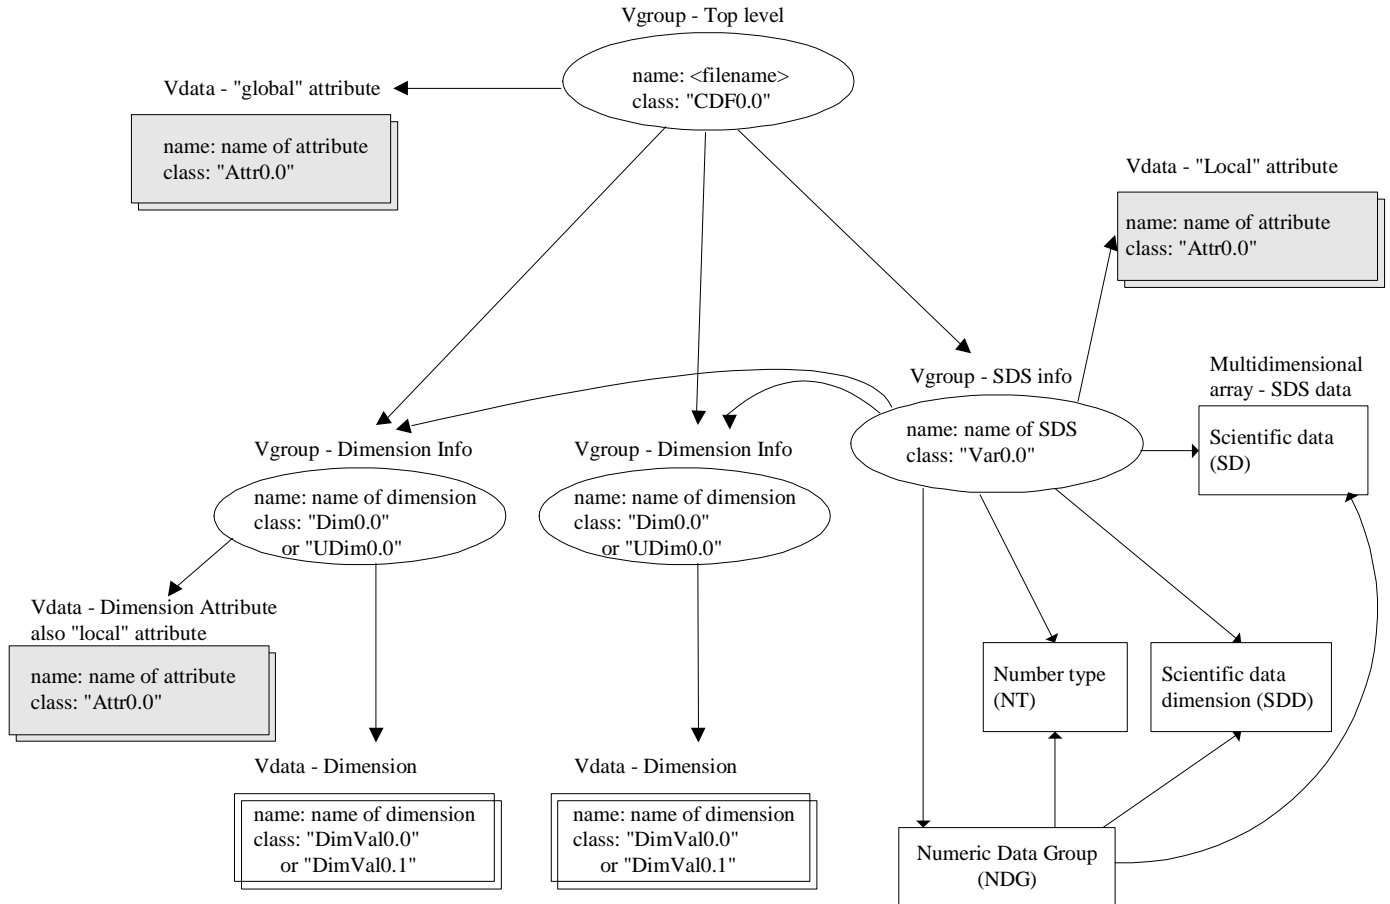 Vgroup - Top level
name: <filename>
class: "CDF0.0"
Vdata - "global" attribute
name: name of attribute
class: "Attr0.0"
Vdata - "Local" attribute
name: name of attribute
class: "Attr0.0"
Vgroup - SDS info
name: name of SDS
class: "Var0.0"
Multidimensional
array - SDS data
Scientific data
(SD)
Vgroup - Dimension Info
name: name of dimension
class: "Dim0.0"
or "UDim0.0"
Vgroup - Dimension Info
name: name of dimension
class: "Dim0.0"
or "UDim0.0"
Vdata - Dimension Attribute
also "local" attribute
name: name of attribute
class: "Attr0.0"
Number type
(NT)
Scientific data
dimension (SDD)
Vdata - Dimension
name: name of dimension
class: "DimVal0.0"
or "DimVal0.1"
Vdata - Dimension
name: name of dimension
class: "DimVal0.0"
or "DimVal0.1"
Numeric Data Group
(NDG)